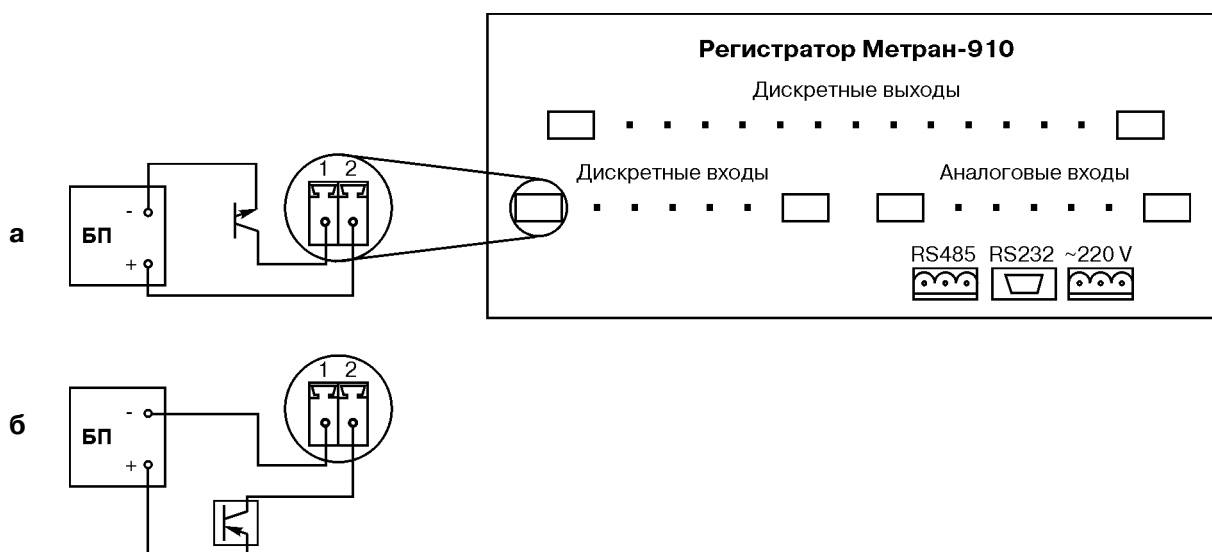 Регистратор Метран-910
Дискретные выходы
Дискретные входы
Аналоговые входы
RS485 RS232 ~220 V
а
БП
-
+
1 2
б
БП
-
+
1 2